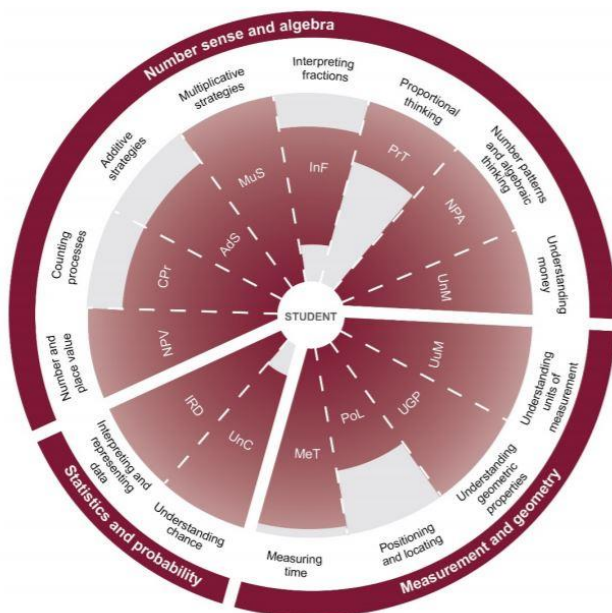 Number sense and algebra
Number and
place value
Counting
processes
Additive
strategies
Multiplicative
strategies
Interpreting
fractions
Proportional
thinking
Number patterns
and algebraic
thinking
Understanding
money
NPV
CPr
AdS
MuS
InF
PrT
NPA
UnM
STUDENT
UuM
UGP
PoL
MeT
UnC
IRD
Understanding
units of
measurement
Understanding
geometric
properties
Positioning
and locating
Measuring
time
Measurement and geometry
Understanding
chance
Interpreting and
representing
data
Statistics and probability